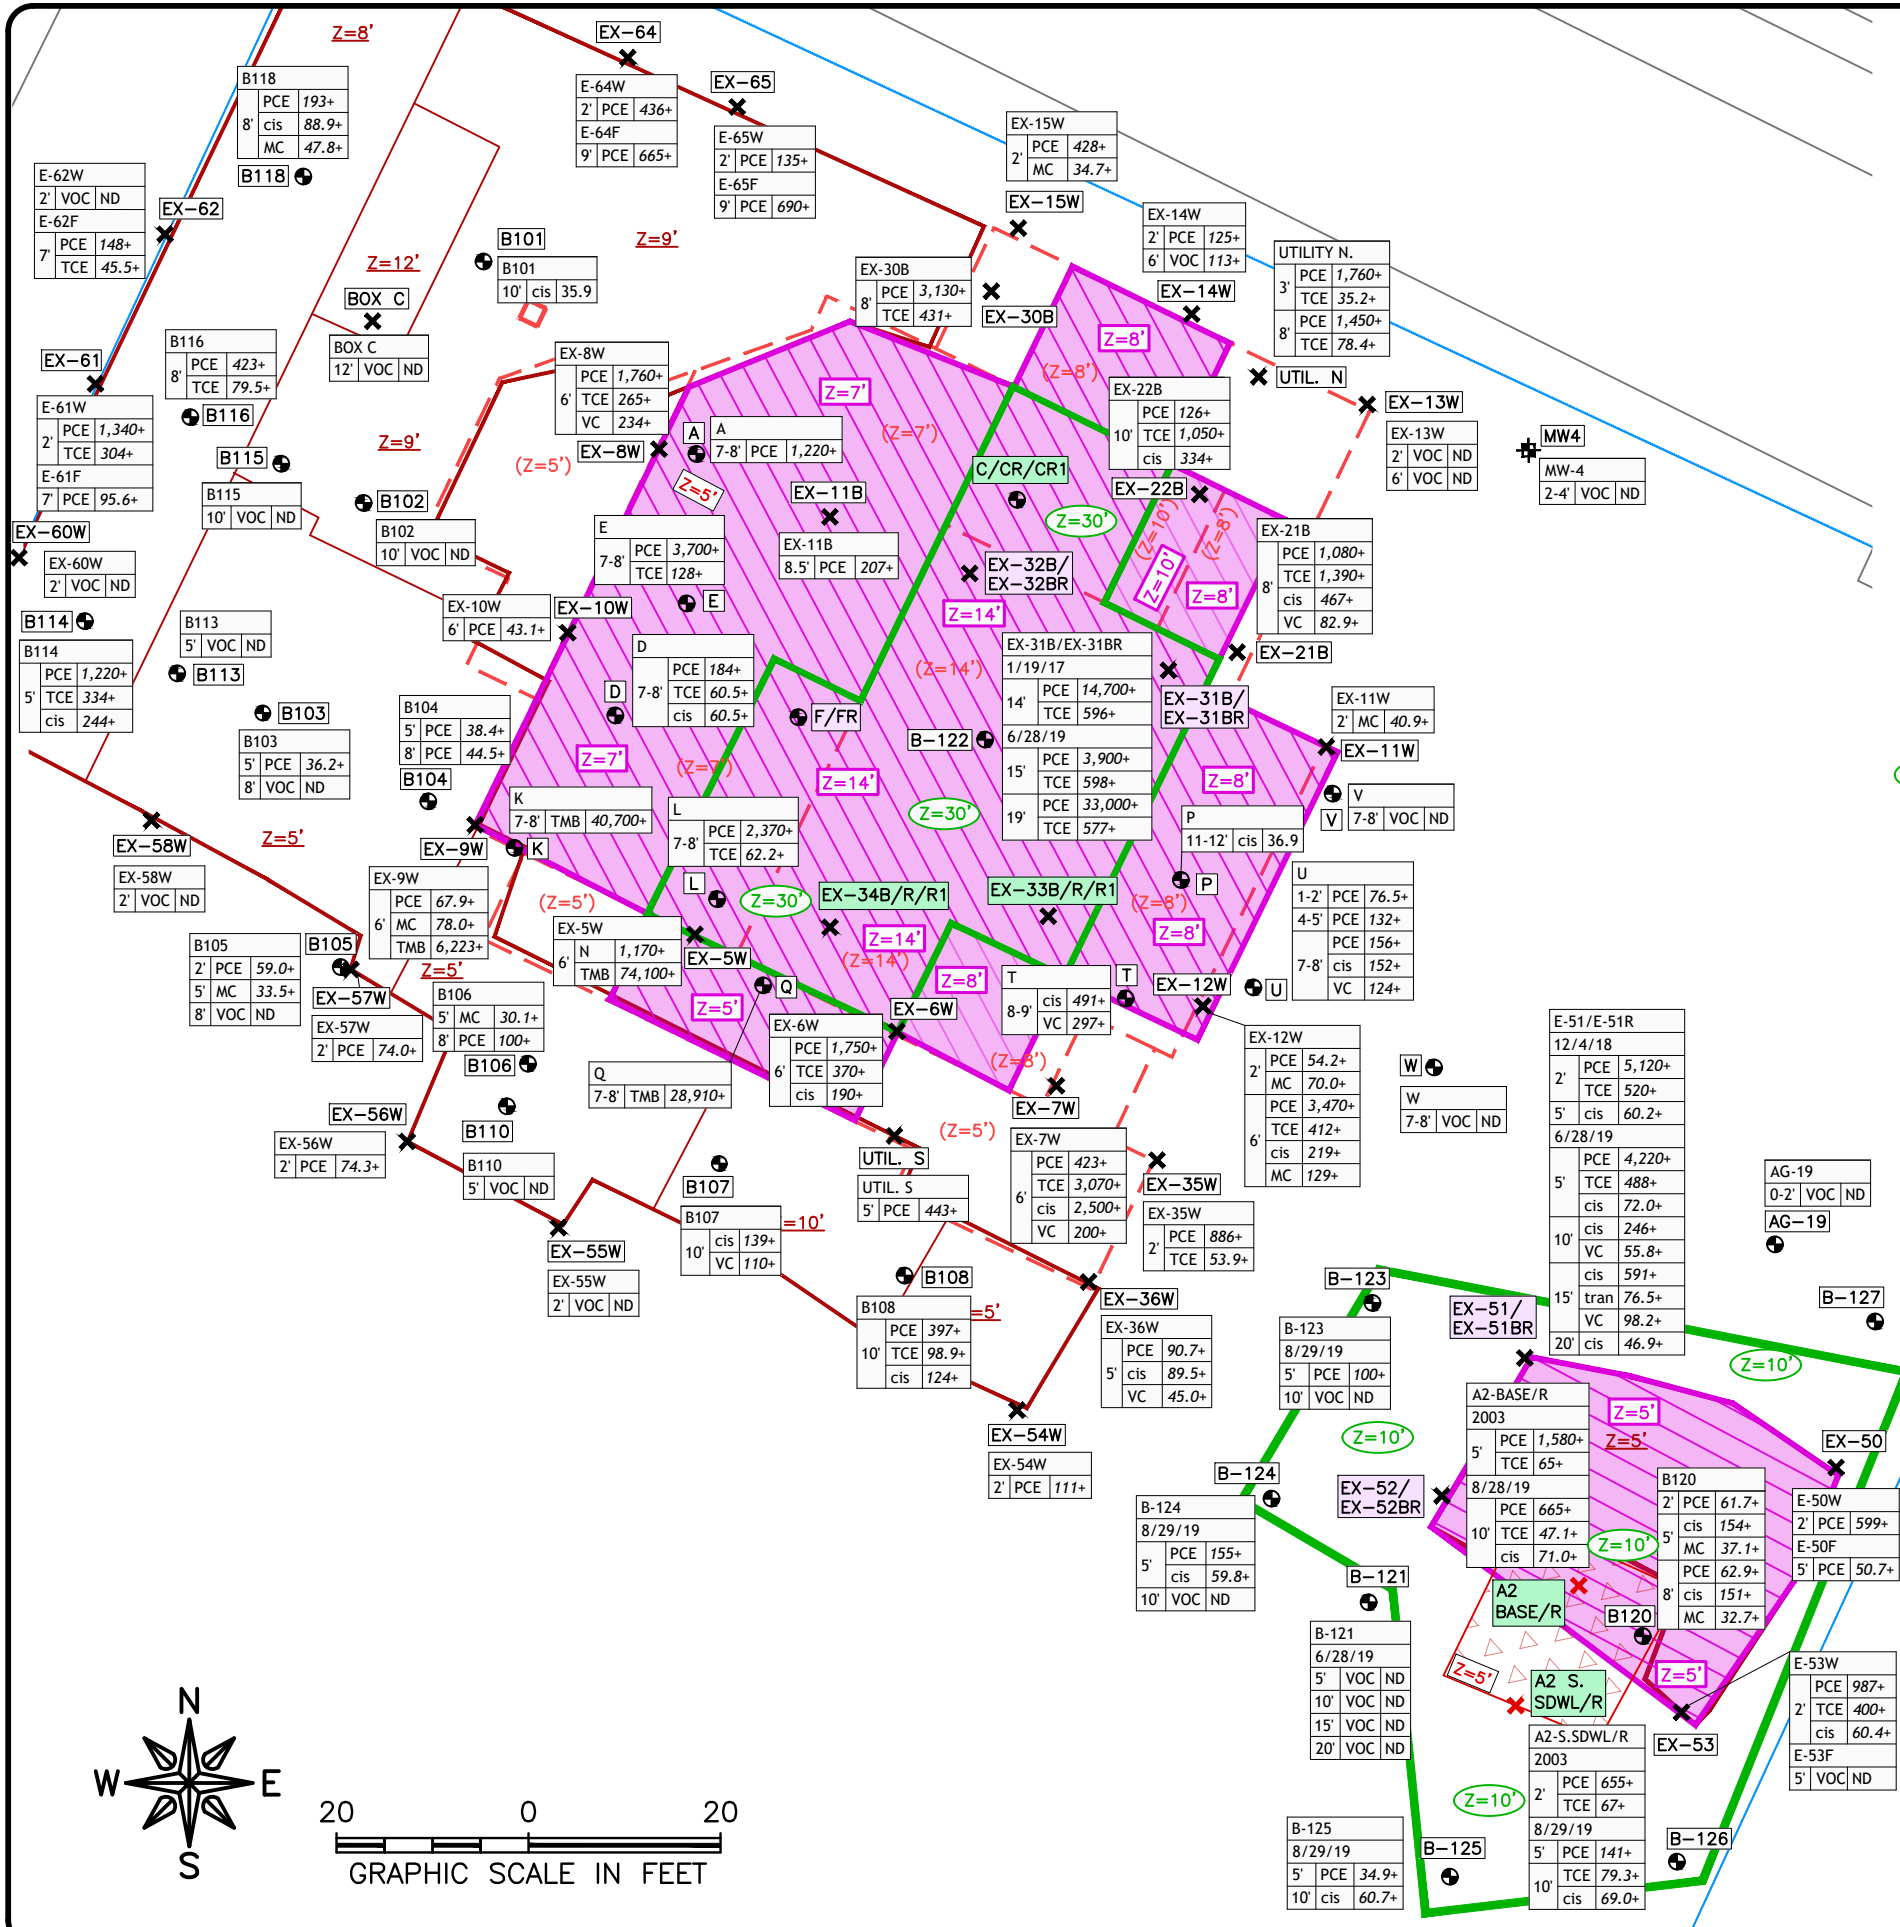 Z=8'
EX-64
E-64W
2' PCE 436+
E-64F
9' PCE 665+
EX-65
E-65W
2' PCE 135+
E-65F
9' PCE 690+
B118
8' PCE 193+
cis 88.9+
MC 47.8+
B118
E-62W
2' VOC ND
E-62F
7' PCE 148+
TCE 45.5+
EX-62
EX-15W
2' PCE 428+
MC 34.7+
EX-15W
EX-14W
2' PCE 125+
6' VOC 113+
EX-14W
UTILITY N.
3' PCE 1,760+
TCE 35.2+
8' PCE 1,450+
TCE 78.4+
UTIL. N
B101
B101
10' cis 35.9
Z=9'
Z=12'
BOX C
BOX C
12' VOC ND
EX-30B
8' PCE 3,130+
TCE 431+
EX-30B
B116
8' PCE 423+
TCE 79.5+
B116
EX-61
E-61W
2' PCE 1,340+
TCE 304+
E-61F
7' PCE 95.6+
EX-8W
6' PCE 1,760+
TCE 265+
VC 234+
EX-8W
Z=7'
(Z=7')
Z=8'
(Z=8')
EX-22B
10' PCE 126+
TCE 1,050+
cis 334+
EX-22B
EX-13W
EX-13W
2' VOC ND
6' VOC ND
MW4
MW-4
2-4' VOC ND
Z=9'
(Z=5')
A
A
7-8' PCE 1,220+
Z=5'
B115
B115
10' VOC ND
B102
B102
10' VOC ND
EX-11B
EX-11B
8.5' PCE 207+
C/CR/CR1
Z=30'
(Z=10')
(Z=8')
Z=10'
Z=8'
EX-21B
8' PCE 1,080+
TCE 1,390+
cis 467+
VC 82.9+
EX-21B
EX-60W
EX-60W
2' VOC ND
E
7-8' PCE 3,700+
TCE 128+
E
EX-32B/
EX-32BR
Z=14'
(Z=14')
EX-10W
6' PCE 43.1+
EX-10W
B114
B114
5' PCE 1,220+
TCE 334+
cis 244+
B113
5' VOC ND
B113
D
7-8' PCE 184+
TCE 60.5+
cis 60.5+
D
EX-31B/EX-31BR
1/19/17
14' PCE 14,700+
TCE 596+
6/28/19
15' PCE 3,900+
TCE 598+
19' PCE 33,000+
TCE 577+
EX-31B/
EX-31BR
EX-11W
2' MC 40.9+
EX-11W
B103
B103
5' PCE 36.2+
8' VOC ND
B104
5' PCE 38.4+
8' PCE 44.5+
B104
F/FR
B-122
Z=7'
(Z=7')
Z=14'
Z=30'
Z=8'
V
V
7-8' VOC ND
K
7-8' TMB 40,700+
K
L
7-8' PCE 2,370+
TCE 62.2+
L
P
11-12' cis 36.9
P
EX-58W
EX-58W
2' VOC ND
Z=5'
EX-9W
EX-9W
6' PCE 67.9+
MC 78.0+
TMB 6,223+
(Z=5')
Z=30'
EX-34B/R/R1
EX-33B/R/R1
(Z=8')
Z=8'
U
1-2' PCE 76.5+
4-5' PCE 132+
7-8' PCE 156+
cis 152+
VC 124+
U
B105
2' PCE 59.0+
5' MC 33.5+
8' VOC ND
B105
EX-57W
EX-57W
2' PCE 74.0+
Z=5'
EX-5W
6' N 1,170+
TMB 74,100+
EX-5W
Z=14'
(Z=14')
Z=8'
(Z=8')
Z=5'
Q
Q
7-8' TMB 28,910+
T
8-9' cis 491+
VC 297+
T
EX-12W
EX-12W
2' PCE 54.2+
MC 70.0+
6' PCE 3,470+
TCE 412+
cis 219+
MC 129+
B106
5' MC 30.1+
8' PCE 100+
B106
EX-6W
EX-6W
6' PCE 1,750+
TCE 370+
cis 190+
W
W
7-8' VOC ND
E-51/E-51R
12/4/18
2' PCE 5,120+
TCE 520+
5' cis 60.2+
6/28/19
5' PCE 4,220+
TCE 488+
cis 72.0+
10' cis 246+
VC 55.8+
15' cis 591+
tran 76.5+
VC 98.2+
20' cis 46.9+
EX-56W
EX-56W
2' PCE 74.3+
B110
B110
5' VOC ND
EX-7W
EX-7W
6' PCE 423+
TCE 3,070+
cis 2,500+
VC 200+
(Z=5')
UTIL. S
UTIL. S
5' PCE 443+
B107
B107
10' cis 139+
VC 110+
=10'
EX-35W
EX-35W
2' PCE 886+
TCE 53.9+
AG-19
0-2' VOC ND
AG-19
EX-55W
EX-55W
2' VOC ND
B108
B108
10' PCE 397+
TCE 98.9+
cis 124+
=5'
EX-36W
EX-36W
5' PCE 90.7+
cis 89.5+
VC 45.0+
B-123
B-123
8/29/19
5' PCE 100+
10' VOC ND
B-127
EX-51/
EX-51BR
Z=10'
EX-54W
EX-54W
2' PCE 111+
Z=10'
A2-BASE/R
2003
5' PCE 1,580+
TCE 65+
8/28/19
10' PCE 665+
TCE 47.1+
cis 71.0+
Z=5'
Z=5'
EX-50
E-50W
2' PCE 599+
E-50F
5' PCE 50.7+
B-124
B-124
8/29/19
5' PCE 155+
cis 59.8+
10' VOC ND
EX-52/
EX-52BR
B120
2' PCE 61.7+
5' cis 154+
MC 37.1+
8' PCE 62.9+
cis 151+
MC 32.7+
B120
Z=10'
A2
BASE/R
B-121
B-121
6/28/19
5' VOC ND
10' VOC ND
15' VOC ND
20' VOC ND
Z=5'
A2 S.
SDWL/R
Z=5'
E-53W
2' PCE 987+
TCE 400+
cis 60.4+
E-53F
5' VOC ND
EX-53
A2-S.SDWL/R
2003
2' PCE 655+
TCE 67+
8/29/19
5' PCE 141+
10' TCE 79.3+
cis 69.0+
Z=10'
B-125
8/29/19
5' PCE 34.9+
10' cis 60.7+
B-125
B-126
N
W E
S
20 0 20
GRAPHIC SCALE IN FEET